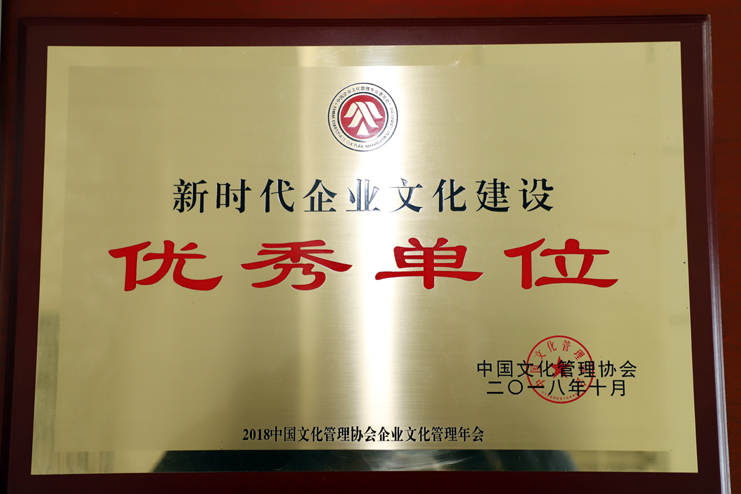 新时代企业文化建设
优秀单位
中国文化管理协会
二〇一八年十月
2018中国文化管理协会企业文化管理年会